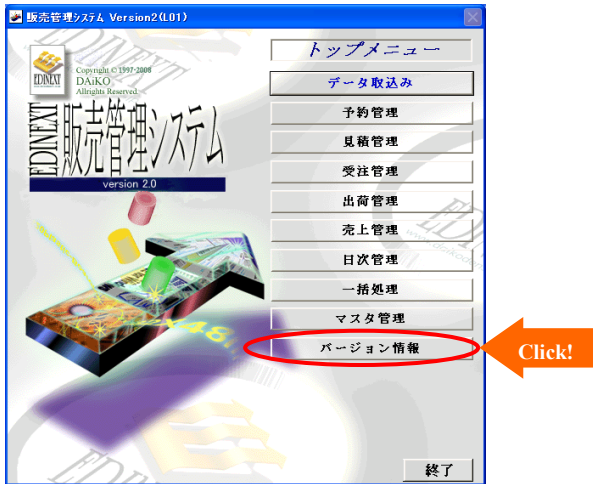 販売管理システム Version2(L01)
EDINEXT
Copyright © 1997-2008
DAiKO
Allrights Reserved
EDINEXT 販売管理システム
version 2.0
トップメニュー
データ取込み
予約管理
見積管理
受注管理
出荷管理
売上管理
日次管理
一括処理
マスタ管理
バージョン情報
Click!
終了